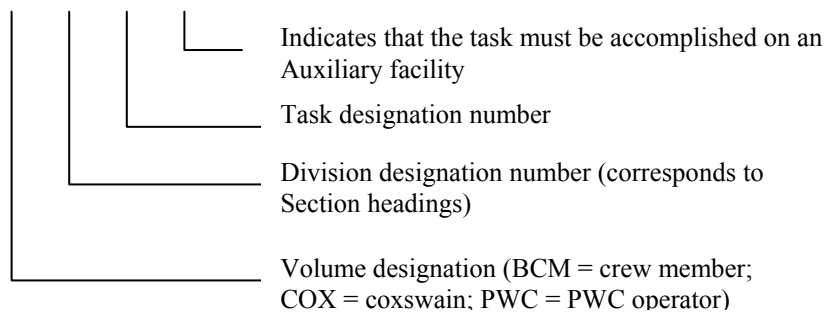 Indicates that the task must be accomplished on an
Auxiliary facility
Task designation number
Division designation number (corresponds to
Section headings)
Volume designation (BCM = crew member;
COX = coxswain; PWC = PWC operator)